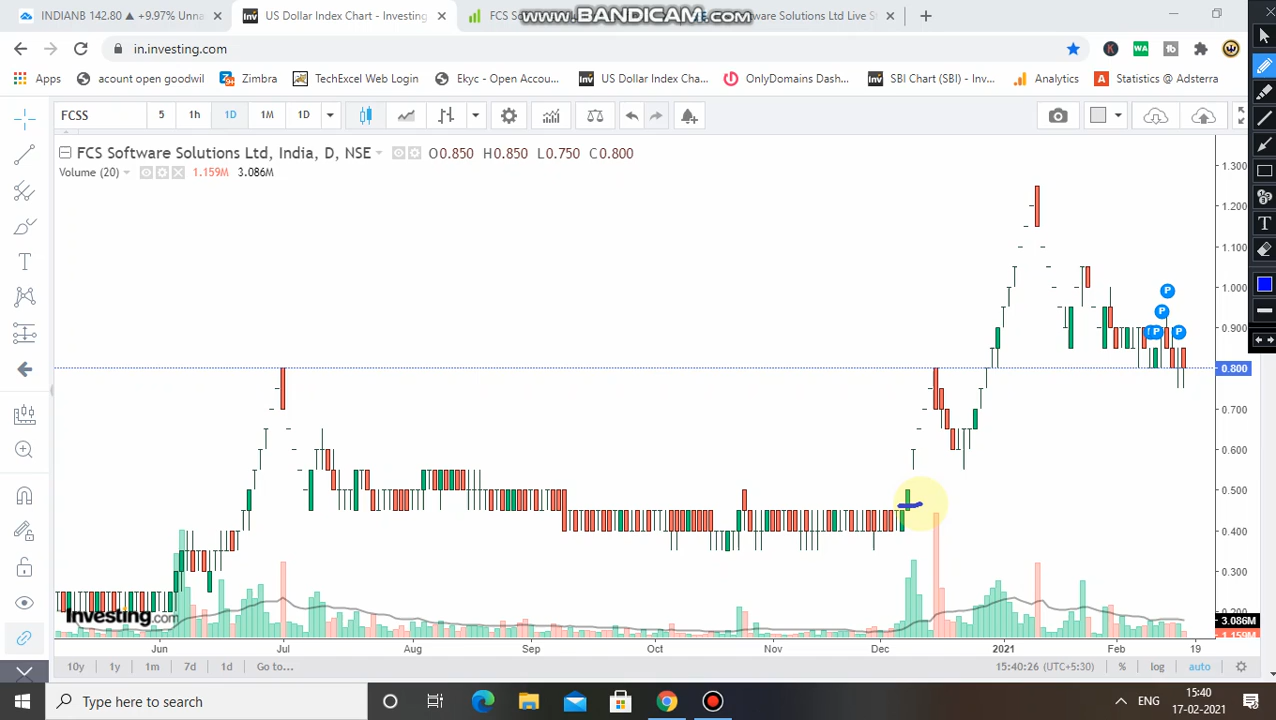 INDIANB 142.80 ▲ +9.97% Unna
US Dollar Index Chart - Investing
FCS So
www.BANDICAM.com
ware Solutions Ltd Live S
in.investing.com
Apps
acount open goodwil
Zimbra
TechExcel Web Login
Ekyc - Open Accou...
US Dollar Index Cha...
OnlyDomains Dash...
SBI Chart (SBI) - Inv...
Analytics
Statistics @ Adsterra
FCSS
5
1h
1D
1M
1D
FCS Software Solutions Ltd, India, D, NSE
O0.850 H0.850 L0.750 C0.800
Volume (20)
1.159M 3.086M
1.300
1.200
1.100
1.000
0.900
0.800
0.700
0.600
0.500
0.400
0.300
0.200
3.086M
1.159M
P
P
P
P
Investing.com
Jun
Jul
Aug
Sep
Oct
Nov
Dec
2021
Feb
19
10y
1y
1m
7d
1d
Go to...
15:40:26 (UTC+5:30)
%
log
auto
Type here to search
ENG
15:40
17-02-2021